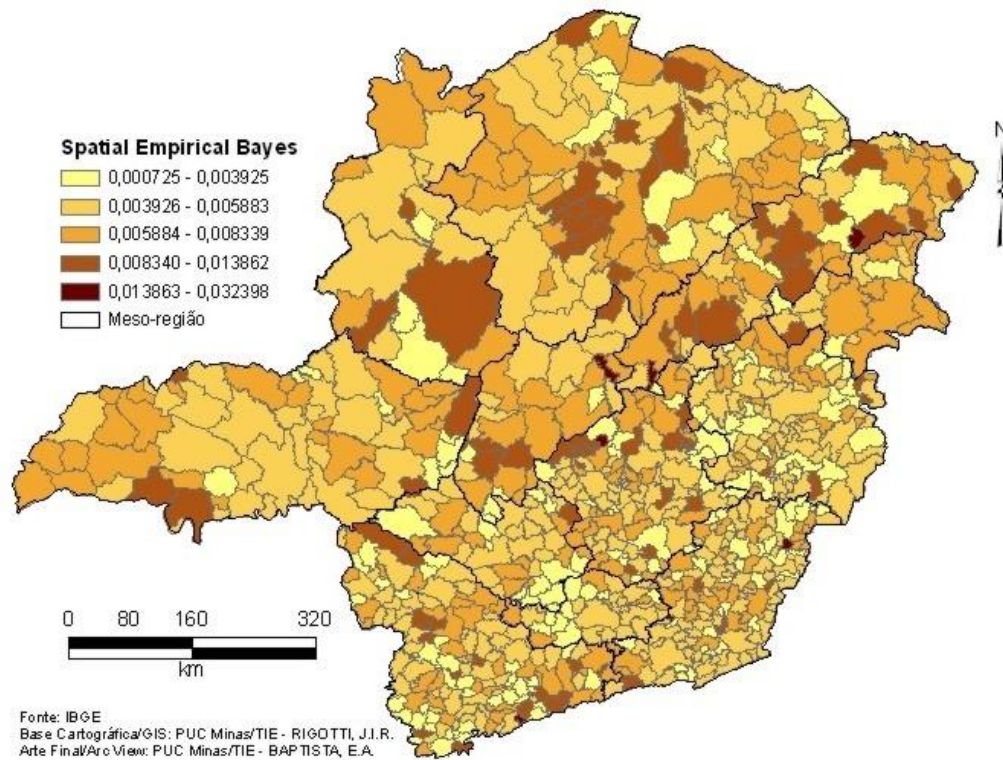 N
Spatial Empirical Bayes
0,000725 - 0,003925
0,003926 - 0,005883
0,005884 - 0,008339
0,008340 - 0,013862
0,013863 - 0,032398
Meso-região
0 80 160 320
km
Fonte: IBGE
Base Cartográfica/GIS: PUC Minas/TIE - RIGOTTI, J.I.R.
Arte Final/Arc View: PUC Minas/TIE - BAPTISTA, E.A.